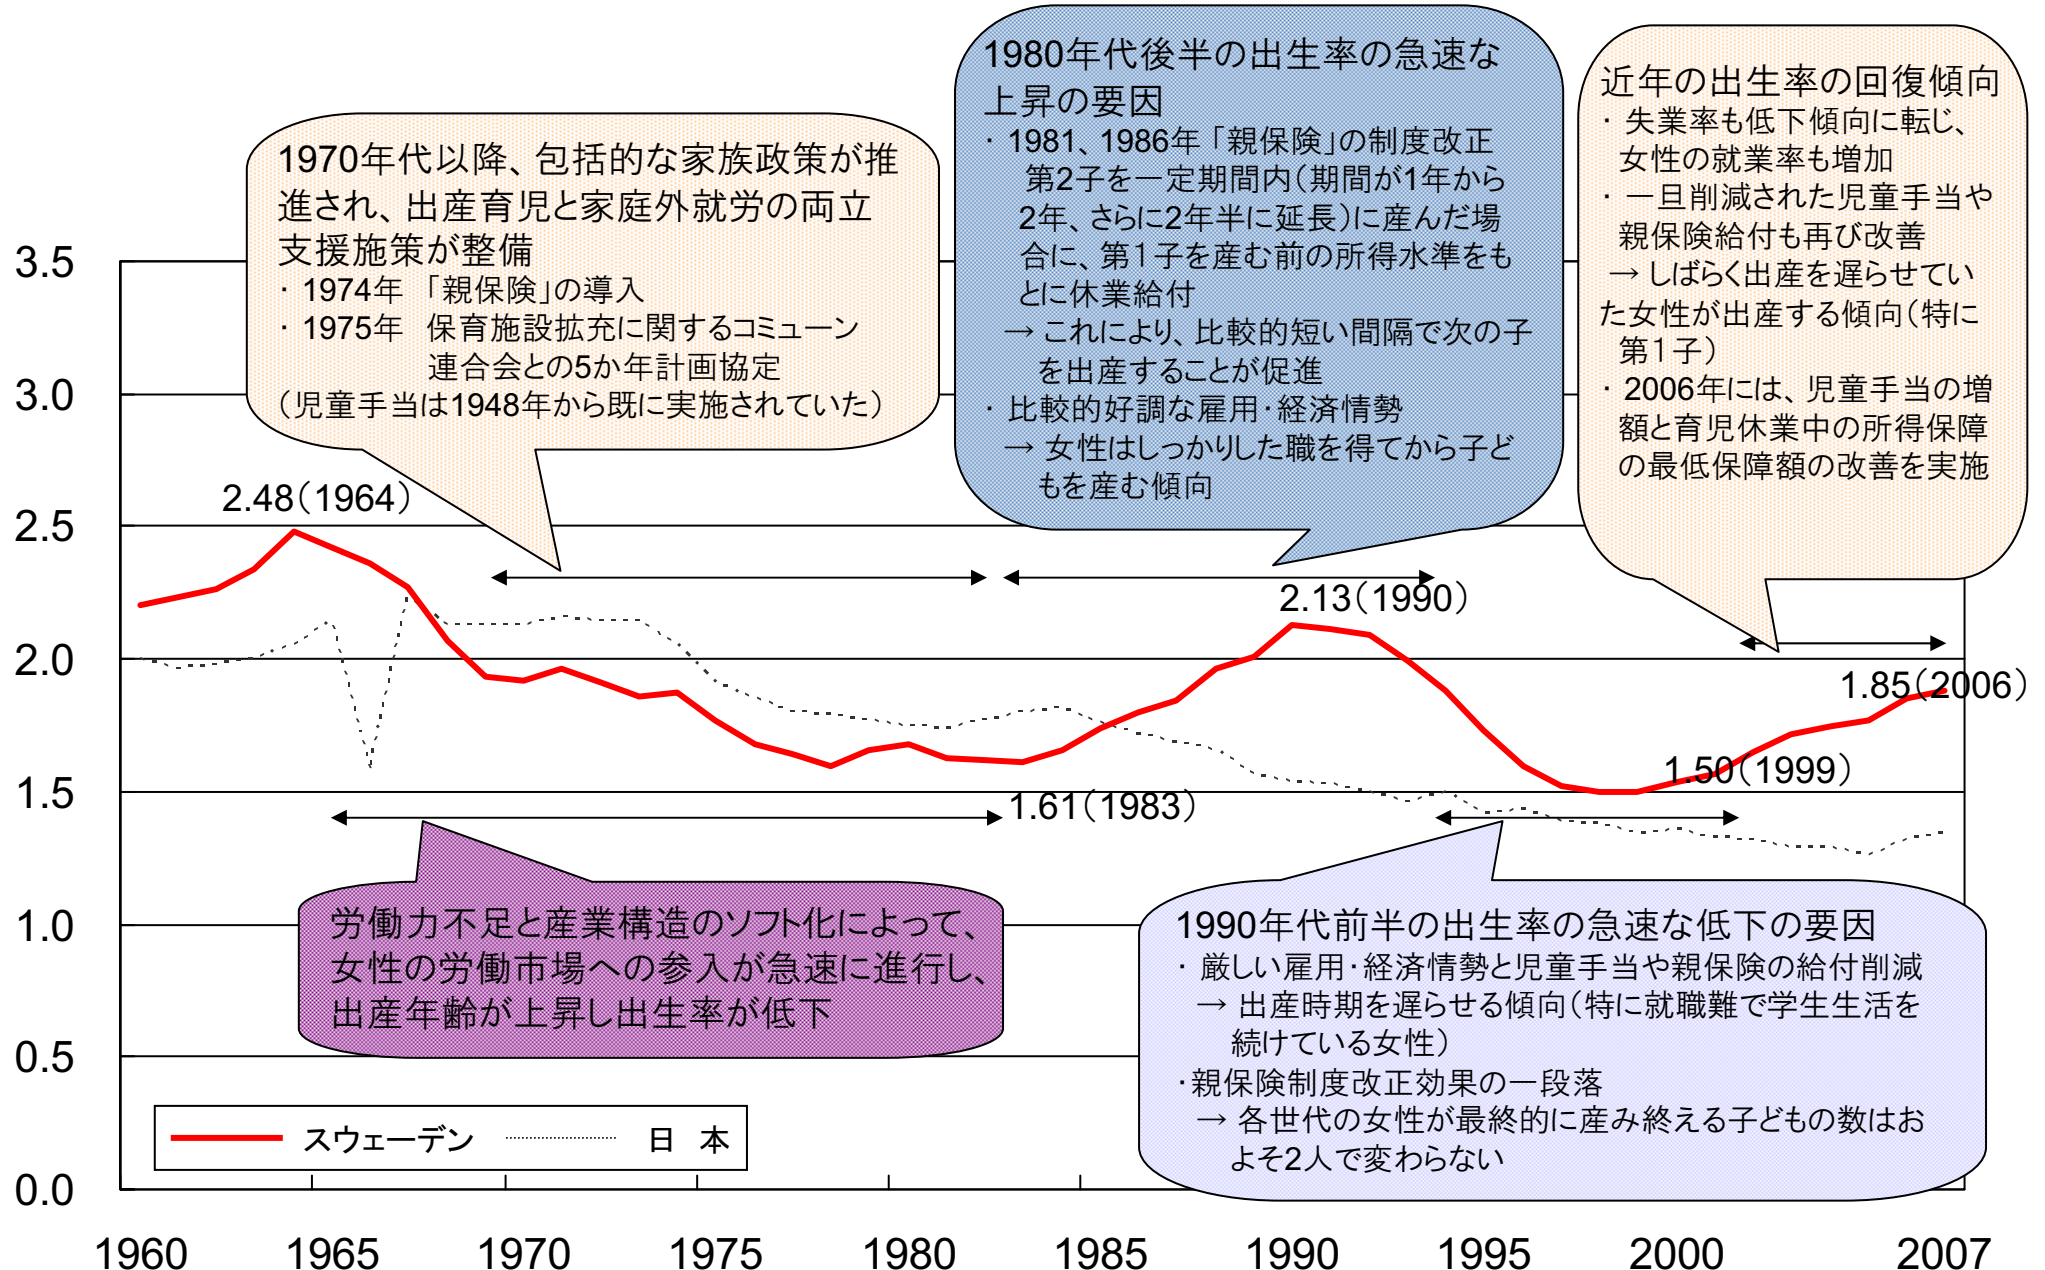 1970年代以降、包括的な家族政策が推
進され、出産育児と家庭外就労の両立
支援施策が整備
・1974年 「親保険」の導入
・1975年 保育施設拡充に関するコミューン
連合会との5か年計画協定
（児童手当は1948年から既に実施されていた）
1980年代後半の出生率の急速な
上昇の要因
・1981、1986年「親保険」の制度改正
第2子を一定期間内（期間が1年から
2年、さらに2年半に延長）に産んだ場
合に、第1子を産む前の所得水準をも
とに休業給付
→ これにより、比較的短い間隔で次の子
を出産することが促進
・比較的好調な雇用・経済情勢
→ 女性はしっかりした職を得てから子ど
もを産む傾向
近年の出生率の回復傾向
・失業率も低下傾向に転じ、
女性の就業率も増加
・一旦削減された児童手当や
親保険給付も再び改善
→ しばらく出産を遅らせてい
た女性が出産する傾向（特に
第1子）
・2006年には、児童手当の増
額と育児休業中の所得保障
の最低保障額の改善を実施
3.5
3.0
2.5
2.0
1.5
1.0
0.5
0.0
2.48（1964）
2.13（1990）
1.85（2006）
1.50（1999）
1.61（1983）
労働力不足と産業構造のソフト化によって、
女性の労働市場への参入が急速に進行し、
出産年齢が上昇し出生率が低下
1990年代前半の出生率の急速な低下の要因
・厳しい雇用・経済情勢と児童手当や親保険の給付削減
→ 出産時期を遅らせる傾向（特に就職難で学生生活を
続けている女性）
・親保険制度改正効果の一段落
→ 各世代の女性が最終的に産み終える子どもの数はお
よそ2人で変わらない
スウェーデン 日 本
1960 1965 1970 1975 1980 1985 1990 1995 2000 2007